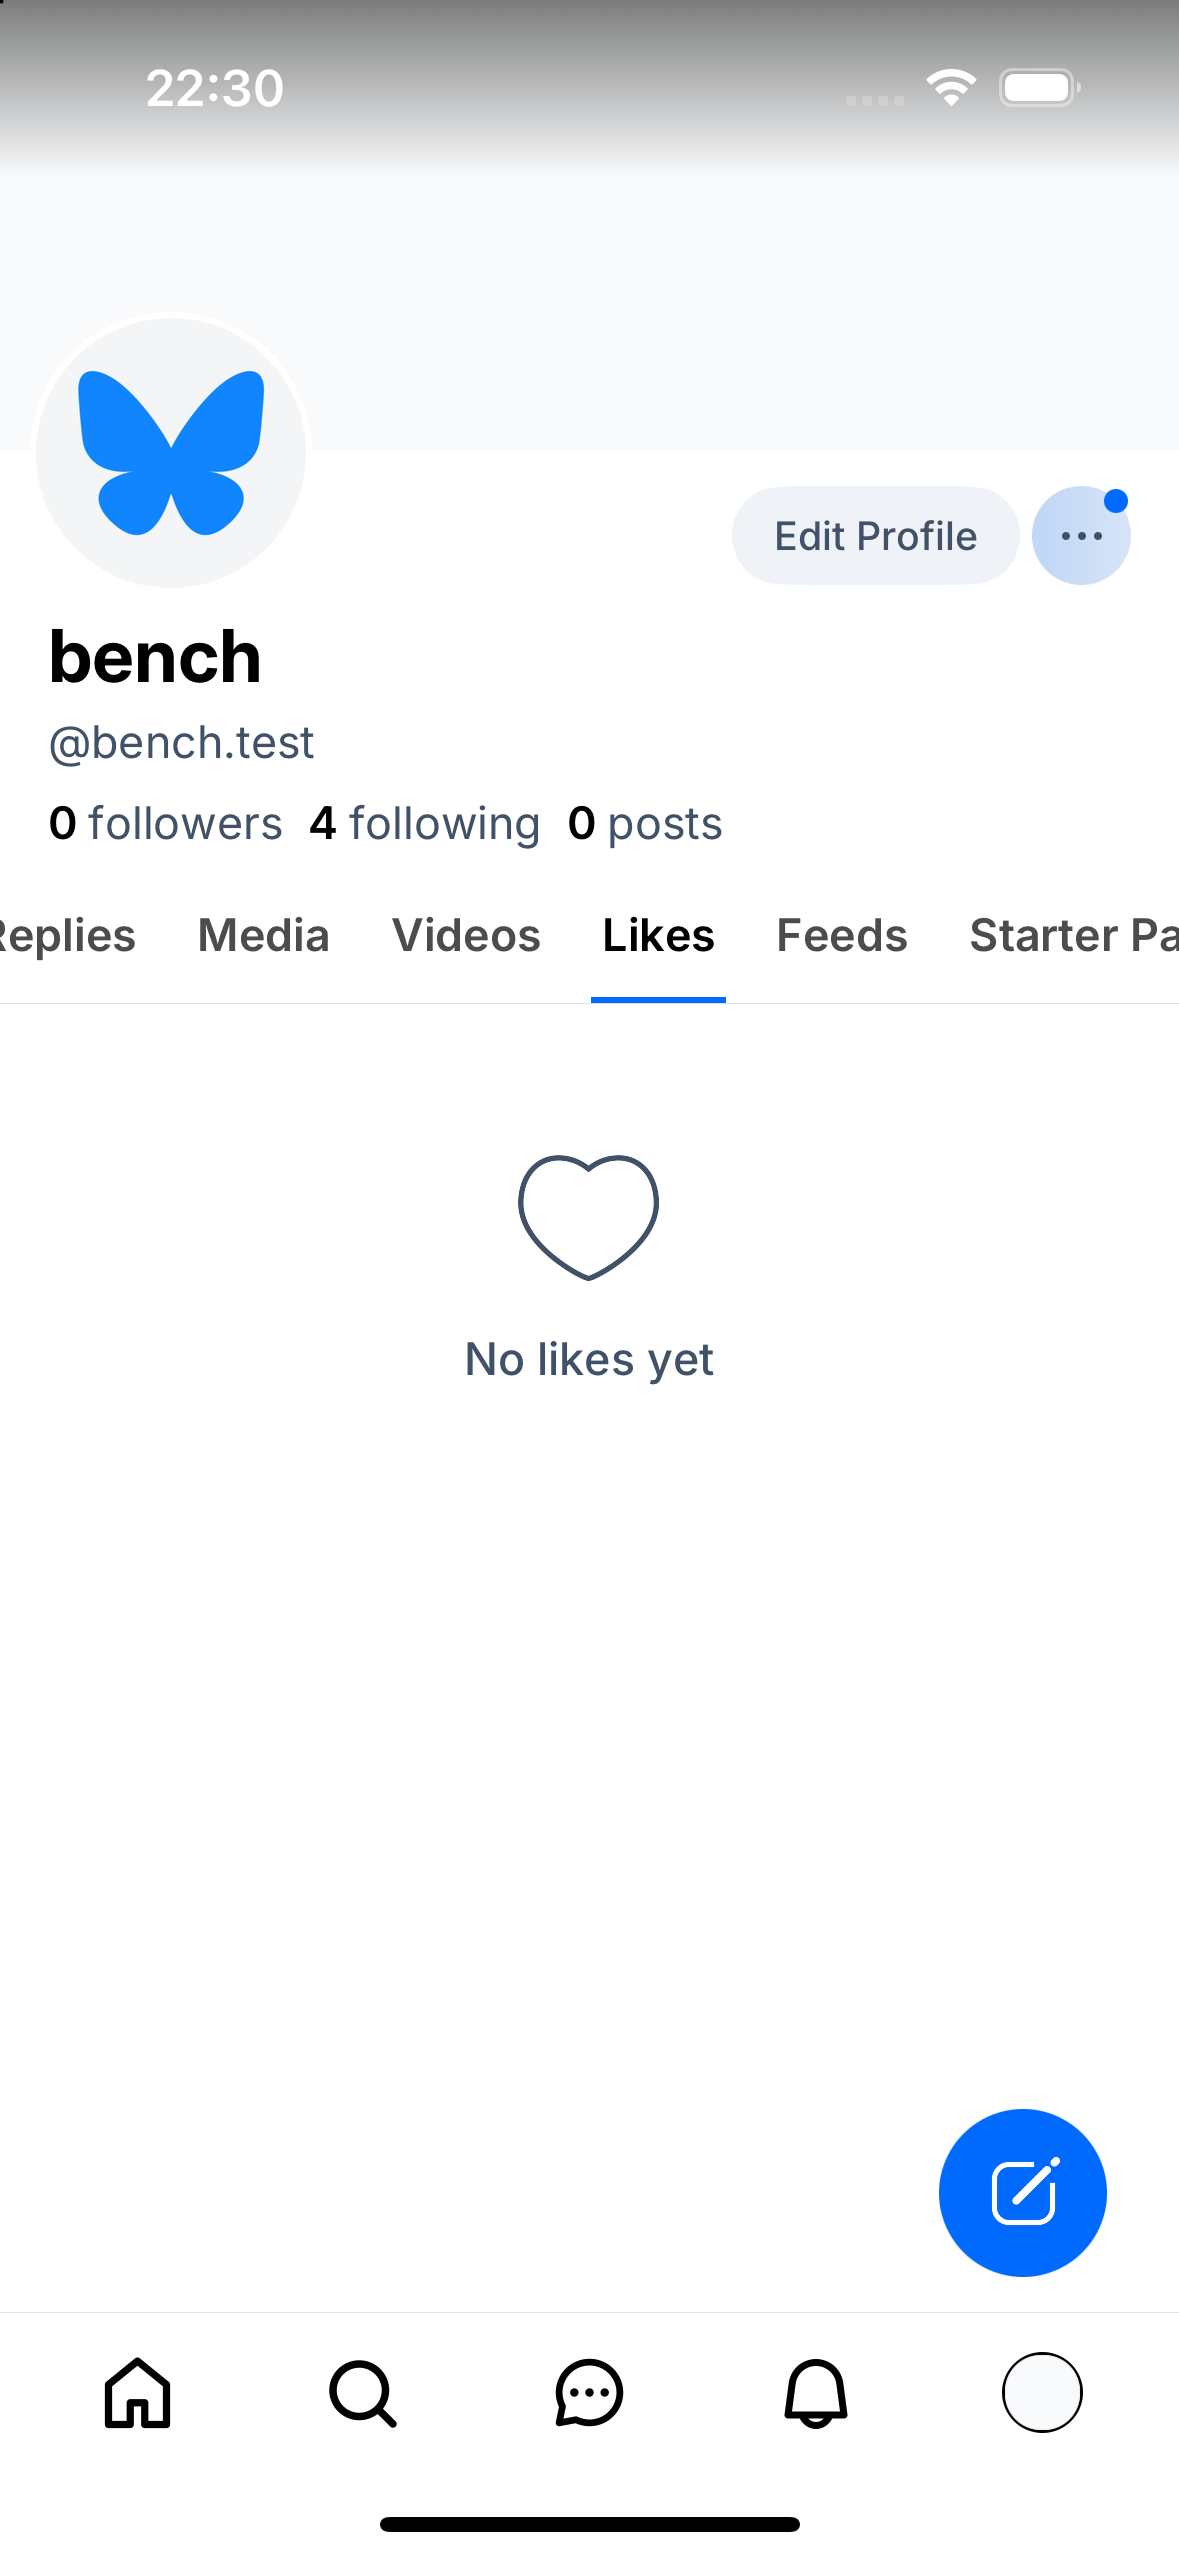 22:30
Edit Profile
bench
@bench.test
0 followers 4 following 0 posts
Replies Media Videos Likes Feeds Starter Pa
No likes yet